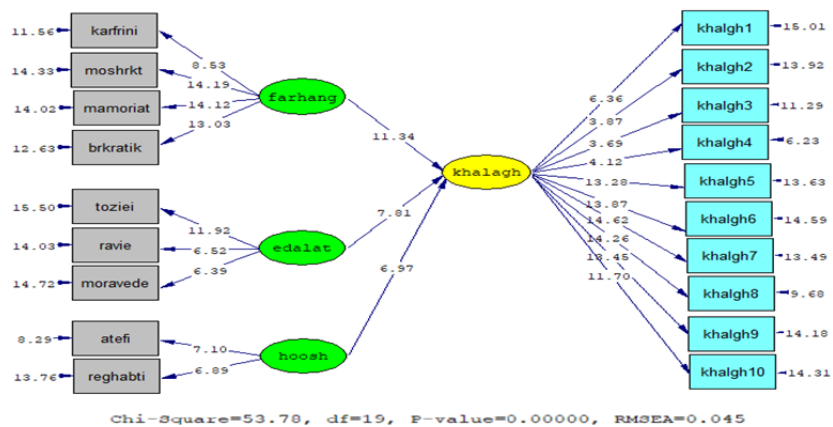 11.56 karfrini
14.33 moshrkt
14.02 mamoriat
12.63 brkratik
8.53
14.19
14.12
13.03
farhang
15.50 toziei
14.03 ravie
14.72 moravede
11.92
6.52
6.39
edalat
8.29 atefi
13.76 reghabti
7.10
6.89
hoosh
11.34
7.81
6.97
khalagh
6.36
3.87
3.69
4.12
13.28
13.87
14.62
14.26
13.45
11.70
khalgh1 15.01
khalgh2 13.92
khalgh3 11.29
khalgh4 6.23
khalgh5 13.63
khalgh6 14.59
khalgh7 13.49
khalgh8 9.68
khalgh9 14.18
khalgh10 14.31
Chi-Square=53.78, df=19, P-value=0.00000, RMSEA=0.045